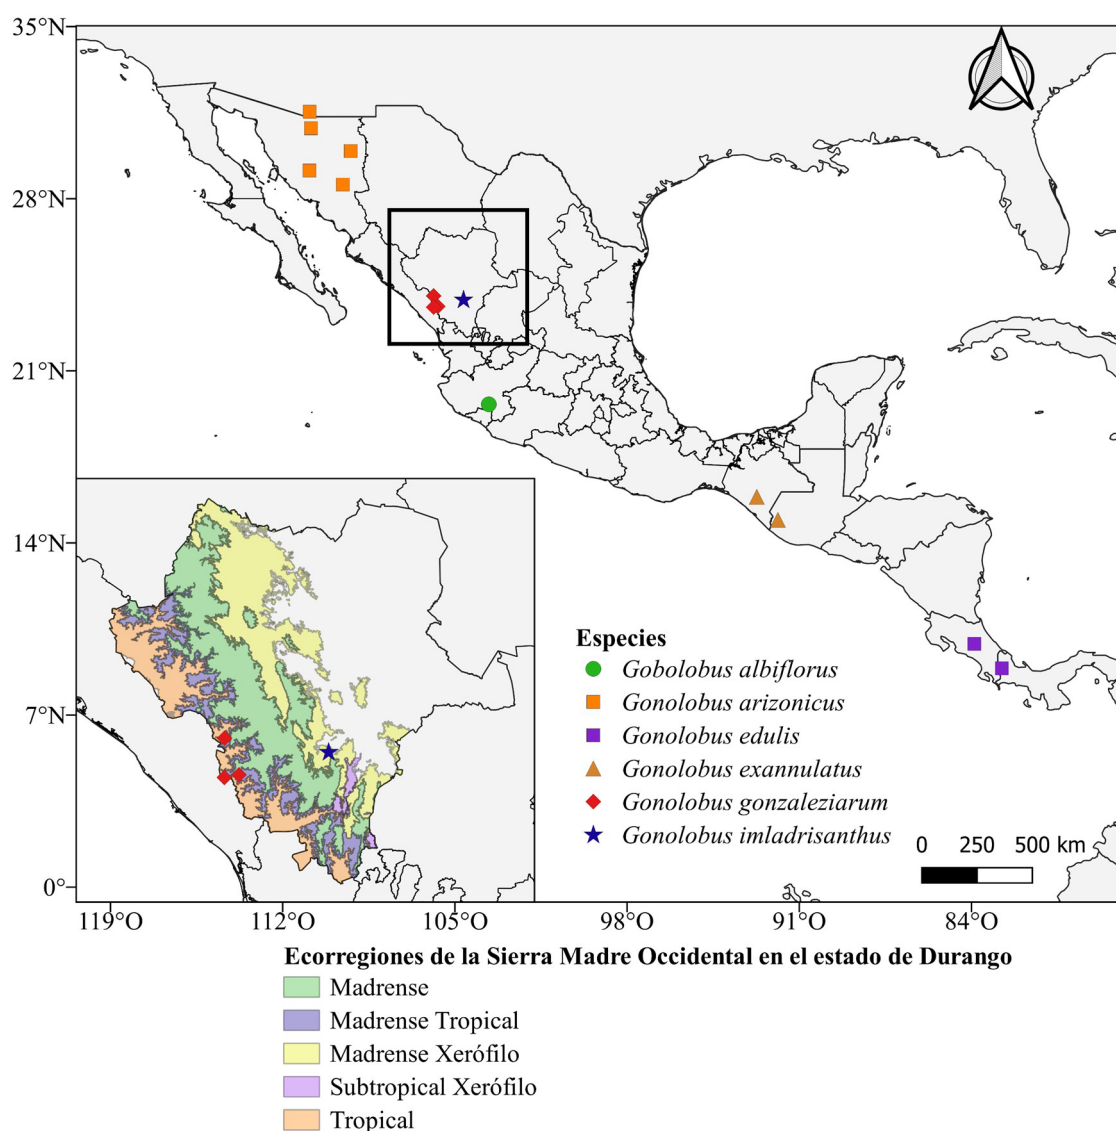 35°N
28°N
21°N
14°N
7°N
0°
119°O
112°O
105°O
98°O
91°O
84°O
Especies
Gobolobus albiflorus
Gonolobus arizonicus
Gonolobus edulis
Gonolobus exannulatus
Gonolobus gonzaleziarum
Gonolobus imladrisanthus
0 250 500 km
Ecorregiones de la Sierra Madre Occidental en el estado de Durango
Madrense
Madrense Tropical
Madrense Xerófilo
Subtropical Xerófilo
Tropical